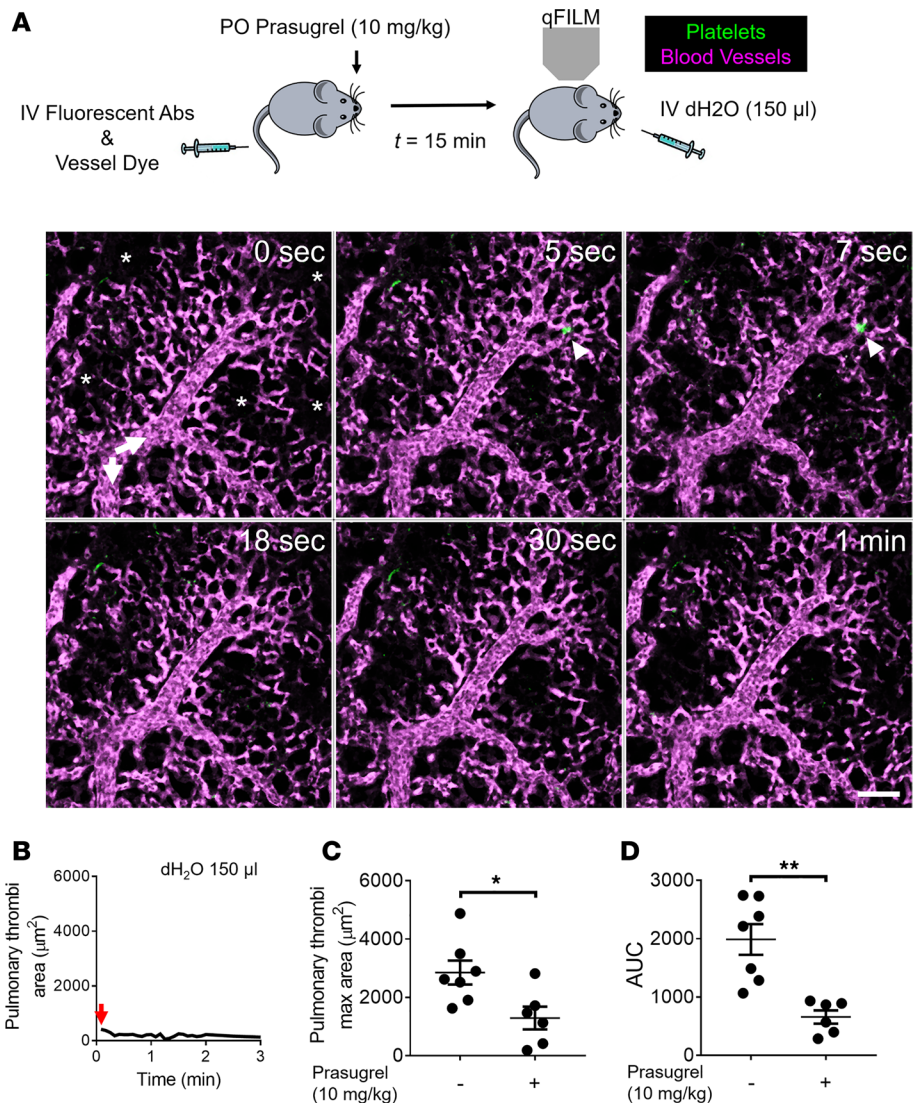 A
PO Prasugrel (10 mg/kg)
qFILM
Platelets
Blood Vessels
IV Fluorescent Abs
&
Vessel Dye
t = 15 min
IV dH2O (150 µl)
0 sec
5 sec
7 sec
*
*
*
*
*
18 sec
30 sec
1 min
B
dH₂O 150 µl
Pulmonary thrombi
area (µm²)
6000
4000
2000
0
0
1
2
3
Time (min)
C
Pulmonary thrombi
max area (µm²)
6000
4000
2000
0
*
Prasugrel
(10 mg/kg)
-
+
D
AUC
3000
2000
1000
0
**
Prasugrel
(10 mg/kg)
-
+